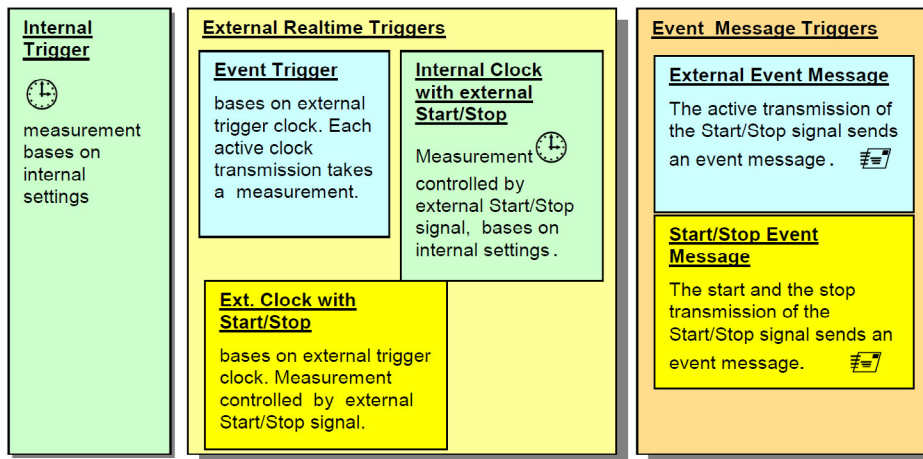 Internal
Trigger
measurement
bases on
internal
settings
External Realtime Triggers
Event Trigger
bases on external
trigger clock. Each
active clock
transmission takes
a measurement.
Internal Clock
with external
Start/Stop
Measurement
controlled by
external Start/Stop
signal, bases on
internal settings.
Ext. Clock with
Start/Stop
bases on external trigger
clock. Measurement
controlled by external
Start/Stop signal.
Event Message Triggers
External Event Message
The active transmission of
the Start/Stop signal sends
an event message.
Start/Stop Event
Message
The start and the stop
transmission of the
Start/Stop signal sends an
event message.